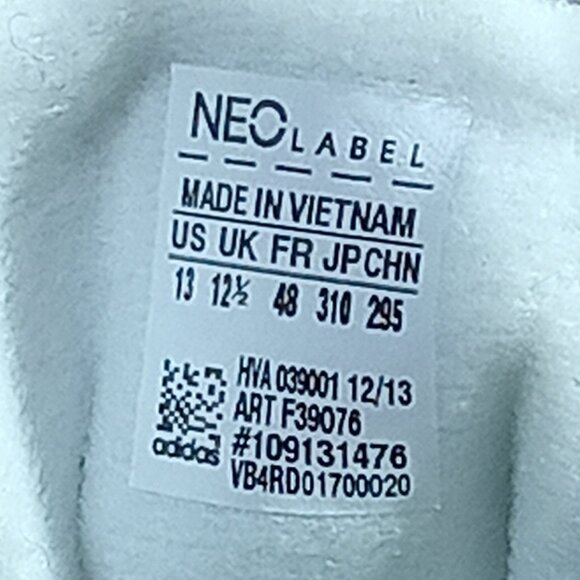 NEO LABEL
MADE IN VIETNAM
US UK FR JP CHN
13 12½ 48 310 295
HVA 039001 12/13
ART F39076
#109131476
adidas VB4RD01700020